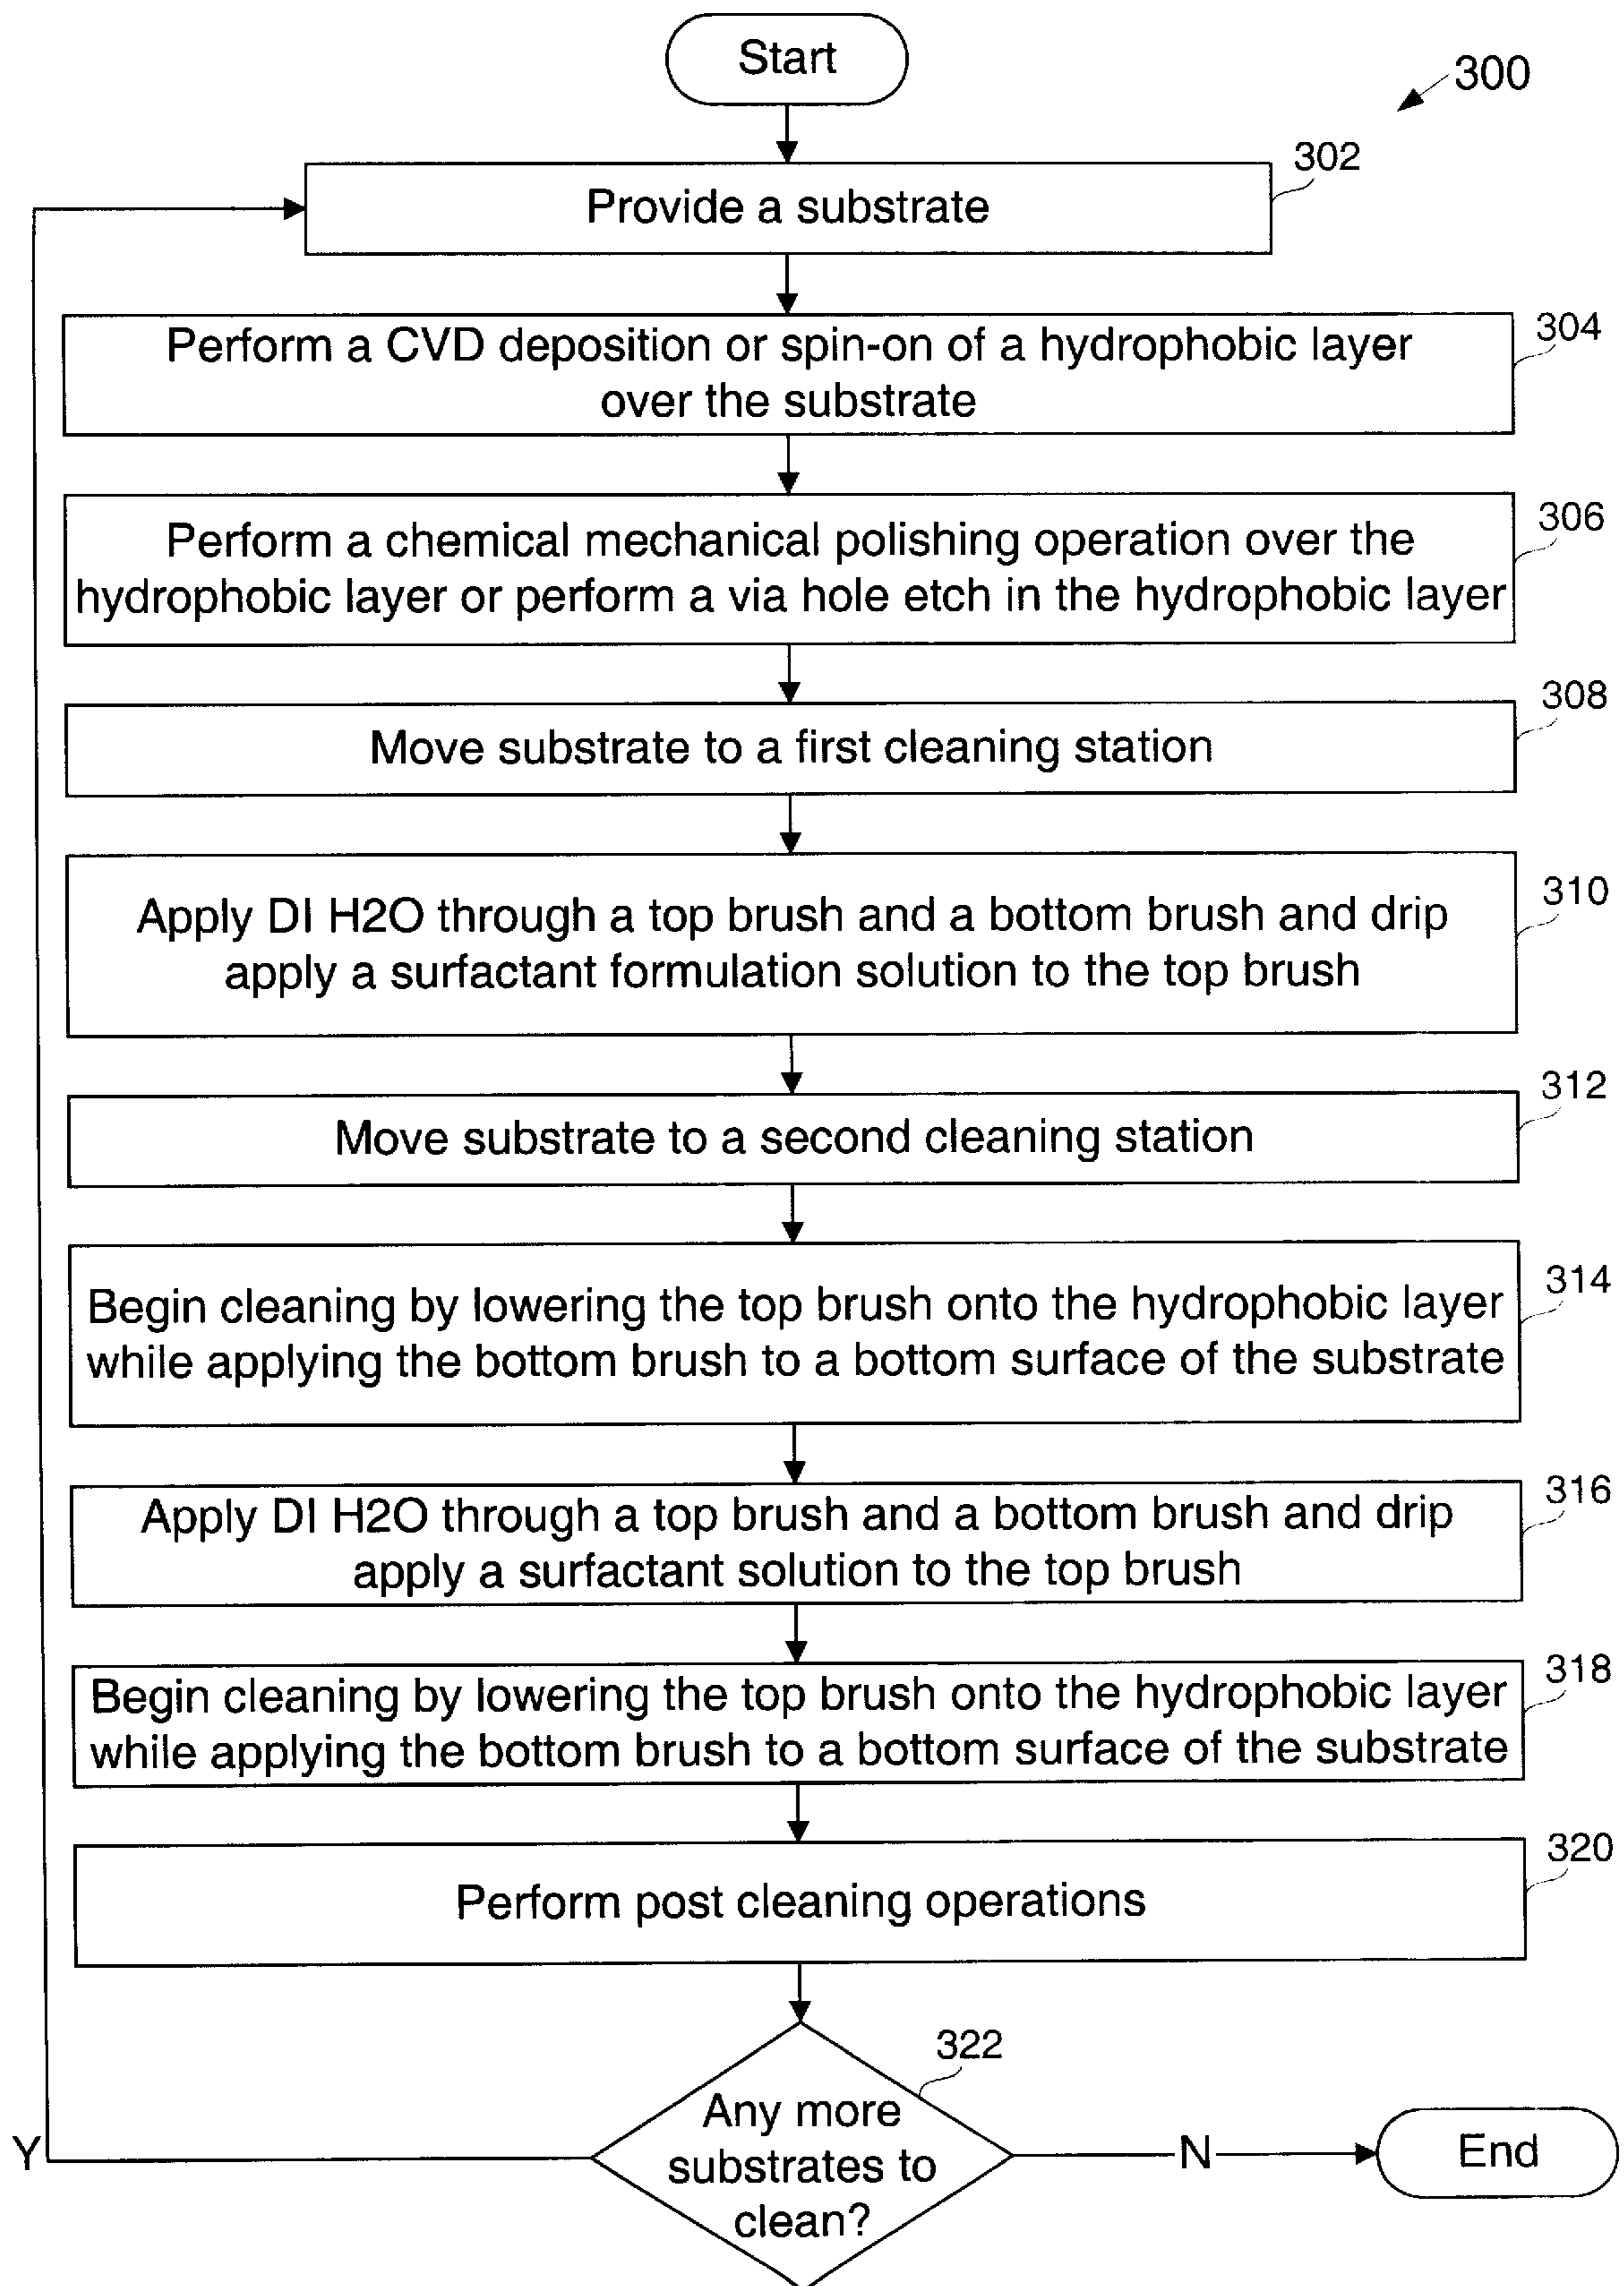 Start
300
302
Provide a substrate
304
Perform a CVD deposition or spin-on of a hydrophobic layer
over the substrate
306
Perform a chemical mechanical polishing operation over the
hydrophobic layer or perform a via hole etch in the hydrophobic layer
308
Move substrate to a first cleaning station
310
Apply DI H2O through a top brush and a bottom brush and drip
apply a surfactant formulation solution to the top brush
312
Move substrate to a second cleaning station
314
Begin cleaning by lowering the top brush onto the hydrophobic layer
while applying the bottom brush to a bottom surface of the substrate
316
Apply DI H2O through a top brush and a bottom brush and drip
apply a surfactant solution to the top brush
318
Begin cleaning by lowering the top brush onto the hydrophobic layer
while applying the bottom brush to a bottom surface of the substrate
320
Perform post cleaning operations
322
Any more
substrates to
clean?
Y
N
End